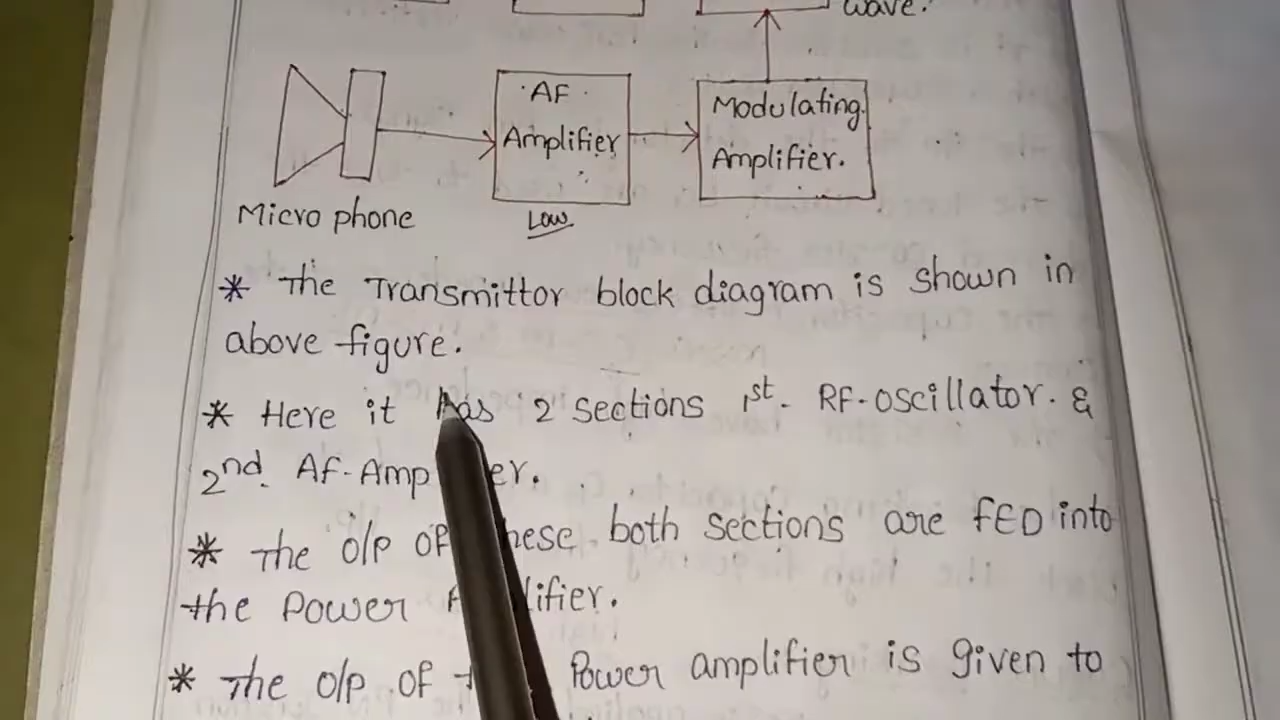 wave.
AF
Amplifier
Modulating
Amplifier.
Micro phone
Low
* The Transmittor block diagram is shown in
above figure.
* Here it has 2 sections 1st. RF-oscillator. &
2nd. AF-Amp er.
* The o/p of these both sections are fED into
the Power lifier.
* The o/p of Power amplifier is given to